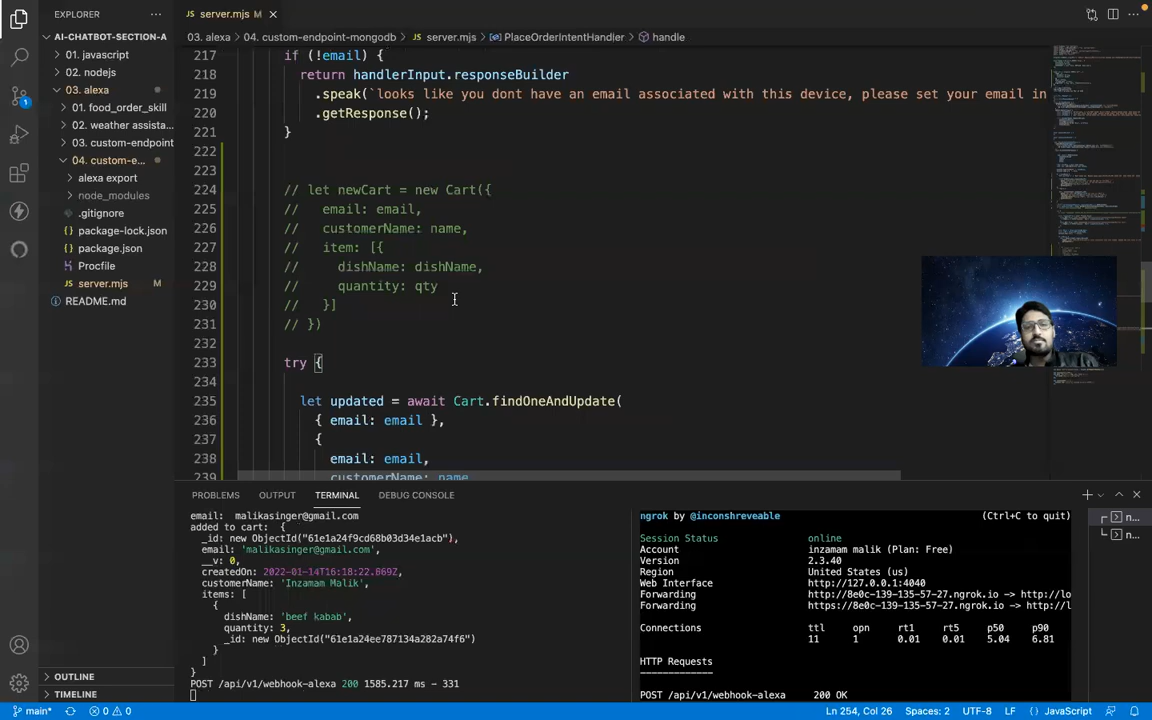 EXPLORER
AI-CHATBOT-SECTION-A
01. javascript
02. nodejs
03. alexa
01. food_order_skill
02. weather assista...
03. custom-endpoint
04. custom-e...
alexa export
node_modules
.gitignore
package-lock.json
package.json
Procfile
server.mjs M
README.md
OUTLINE
TIMELINE
server.mjs M
03. alexa > 04. custom-endpoint-mongodb > server.mjs > PlaceOrderIntentHandler > handle
217 if (!email) {
218 return handlerInput.responseBuilder
219 .speak(`looks like you dont have an email associated with this device, please set your email in
220 .getResponse();
221 }
222
223
224 // let newCart = new Cart({
225 // email: email,
226 // customerName: name,
227 // item: [{
228 // dishName: dishName,
229 // quantity: qty
230 // }]
231 // })
232
233 try {
234
235 let updated = await Cart.findOneAndUpdate(
236 { email: email },
237 {
238 email: email,
239 customerName: name
PROBLEMS OUTPUT TERMINAL DEBUG CONSOLE
email: malikasinger@gmail.com
added to cart: {
_id: new ObjectId("61e1a24f9cd68b03d34e1acb"),
email: 'malikasinger@gmail.com',
__v: 0,
createdOn: 2022-01-14T16:18:22.869Z,
customerName: 'Inzamam Malik',
items: [
{
dishName: 'beef kabab',
quantity: 3,
_id: new ObjectId("61e1a24ee787134a282a74f6")
}
]
}
POST /api/v1/webhook-alexa 200 1585.217 ms - 331
ngrok by @inconshreveable (Ctrl+C to quit)
Session Status online
Account inzamam malik (Plan: Free)
Version 2.3.40
Region United States (us)
Web Interface http://127.0.0.1:4040
Forwarding http://8e0c-139-135-57-27.ngrok.io -> http://lo
Forwarding https://8e0c-139-135-57-27.ngrok.io -> http://l
Connections ttl opn rt1 rt5 p50 p90
11 1 0.01 0.01 5.04 6.81
HTTP Requests
-------------
POST /api/v1/webhook-alexa 200 OK
n...
n...
main* 0 0 Ln 254, Col 26 Spaces: 2 UTF-8 LF JavaScript